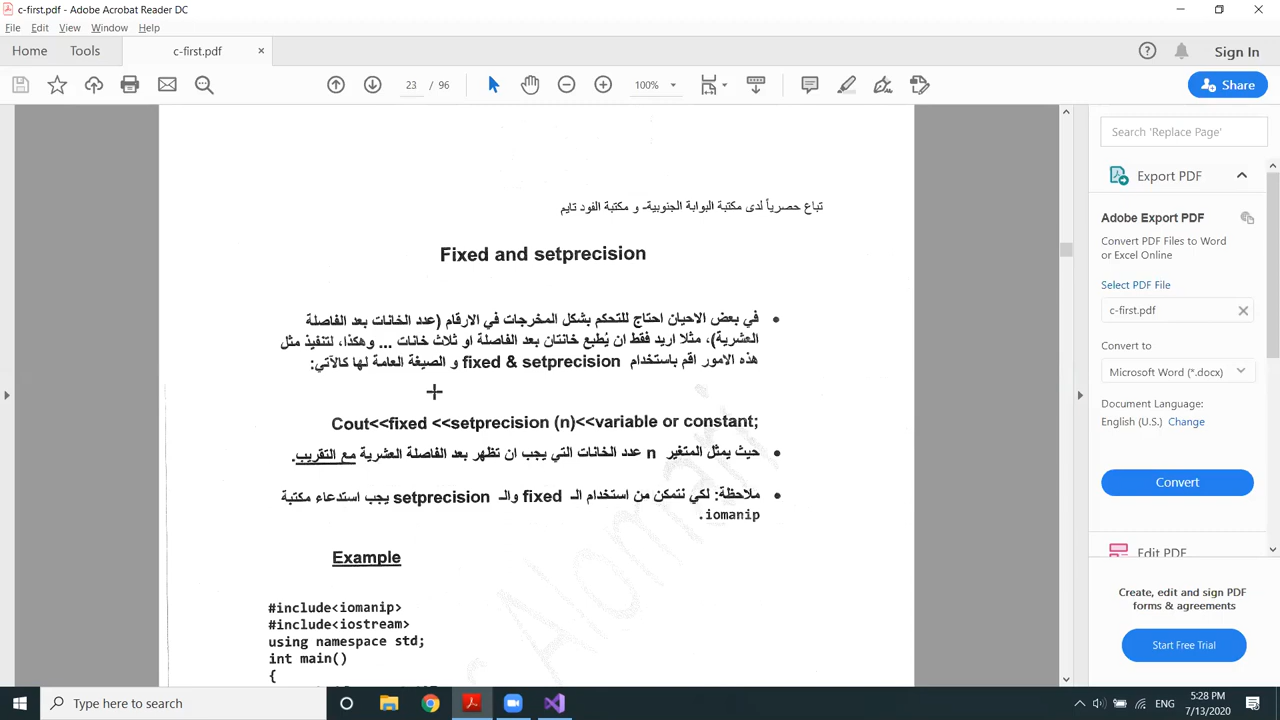 c-first.pdf - Adobe Acrobat Reader DC
File Edit View Window Help
Home Tools c-first.pdf × Sign In
23 / 96 100% Share
تباع حصرياً لدى مكتبة البوابة الجنوبية- و مكتبة الفود تايم
Fixed and setprecision
• في بعض الاحيان احتاج للتحكم بشكل المخرجات في الارقام (عدد الخانات بعد الفاصلة
العشرية)، مثلا اريد فقط ان يُطبع خانتان بعد الفاصلة او ثلاث خانات ... وهكذا، لتنفيذ مثل
هذه الامور اقم باستخدام fixed & setprecision و الصيغة العامة لها كالآتي:
Cout<<fixed <<setprecision (n)<<variable or constant;
• حيث يمثل المتغير n عدد الخانات التي يجب ان تظهر بعد الفاصلة العشرية مع التقريب.
• ملاحظة: لكي نتمكن من استخدام الـ fixed والـ setprecision يجب استدعاء مكتبة
iomanip.
Example
#include<iomanip>
#include<iostream>
using namespace std;
int main()
{
Alomari
Search 'Replace Page'
Export PDF
Adobe Export PDF
Convert PDF Files to Word
or Excel Online
Select PDF File
c-first.pdf
Convert to
Microsoft Word (*.docx)
Document Language:
English (U.S.) Change
Convert
Edit PDF
Create, edit and sign PDF
forms & agreements
Start Free Trial
Type here to search
ENG
5:28 PM
7/13/2020